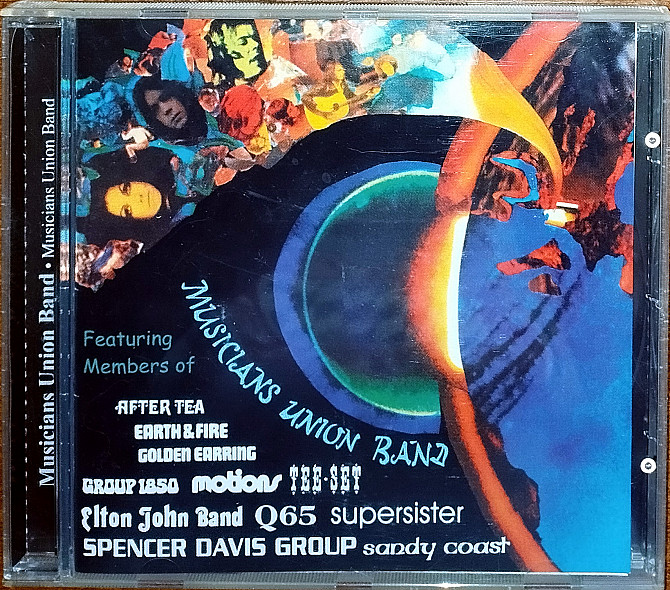 Musicians Union Band • Musicians Union Band
MUSICIANS UNION BAND
Featuring
Members of
AFTER TEA
EARTH & FIRE
GOLDEN EARRING
GROUP 1850 motions TEE-SET
Elton John Band Q65 supersister
SPENCER DAVIS GROUP sandy coast